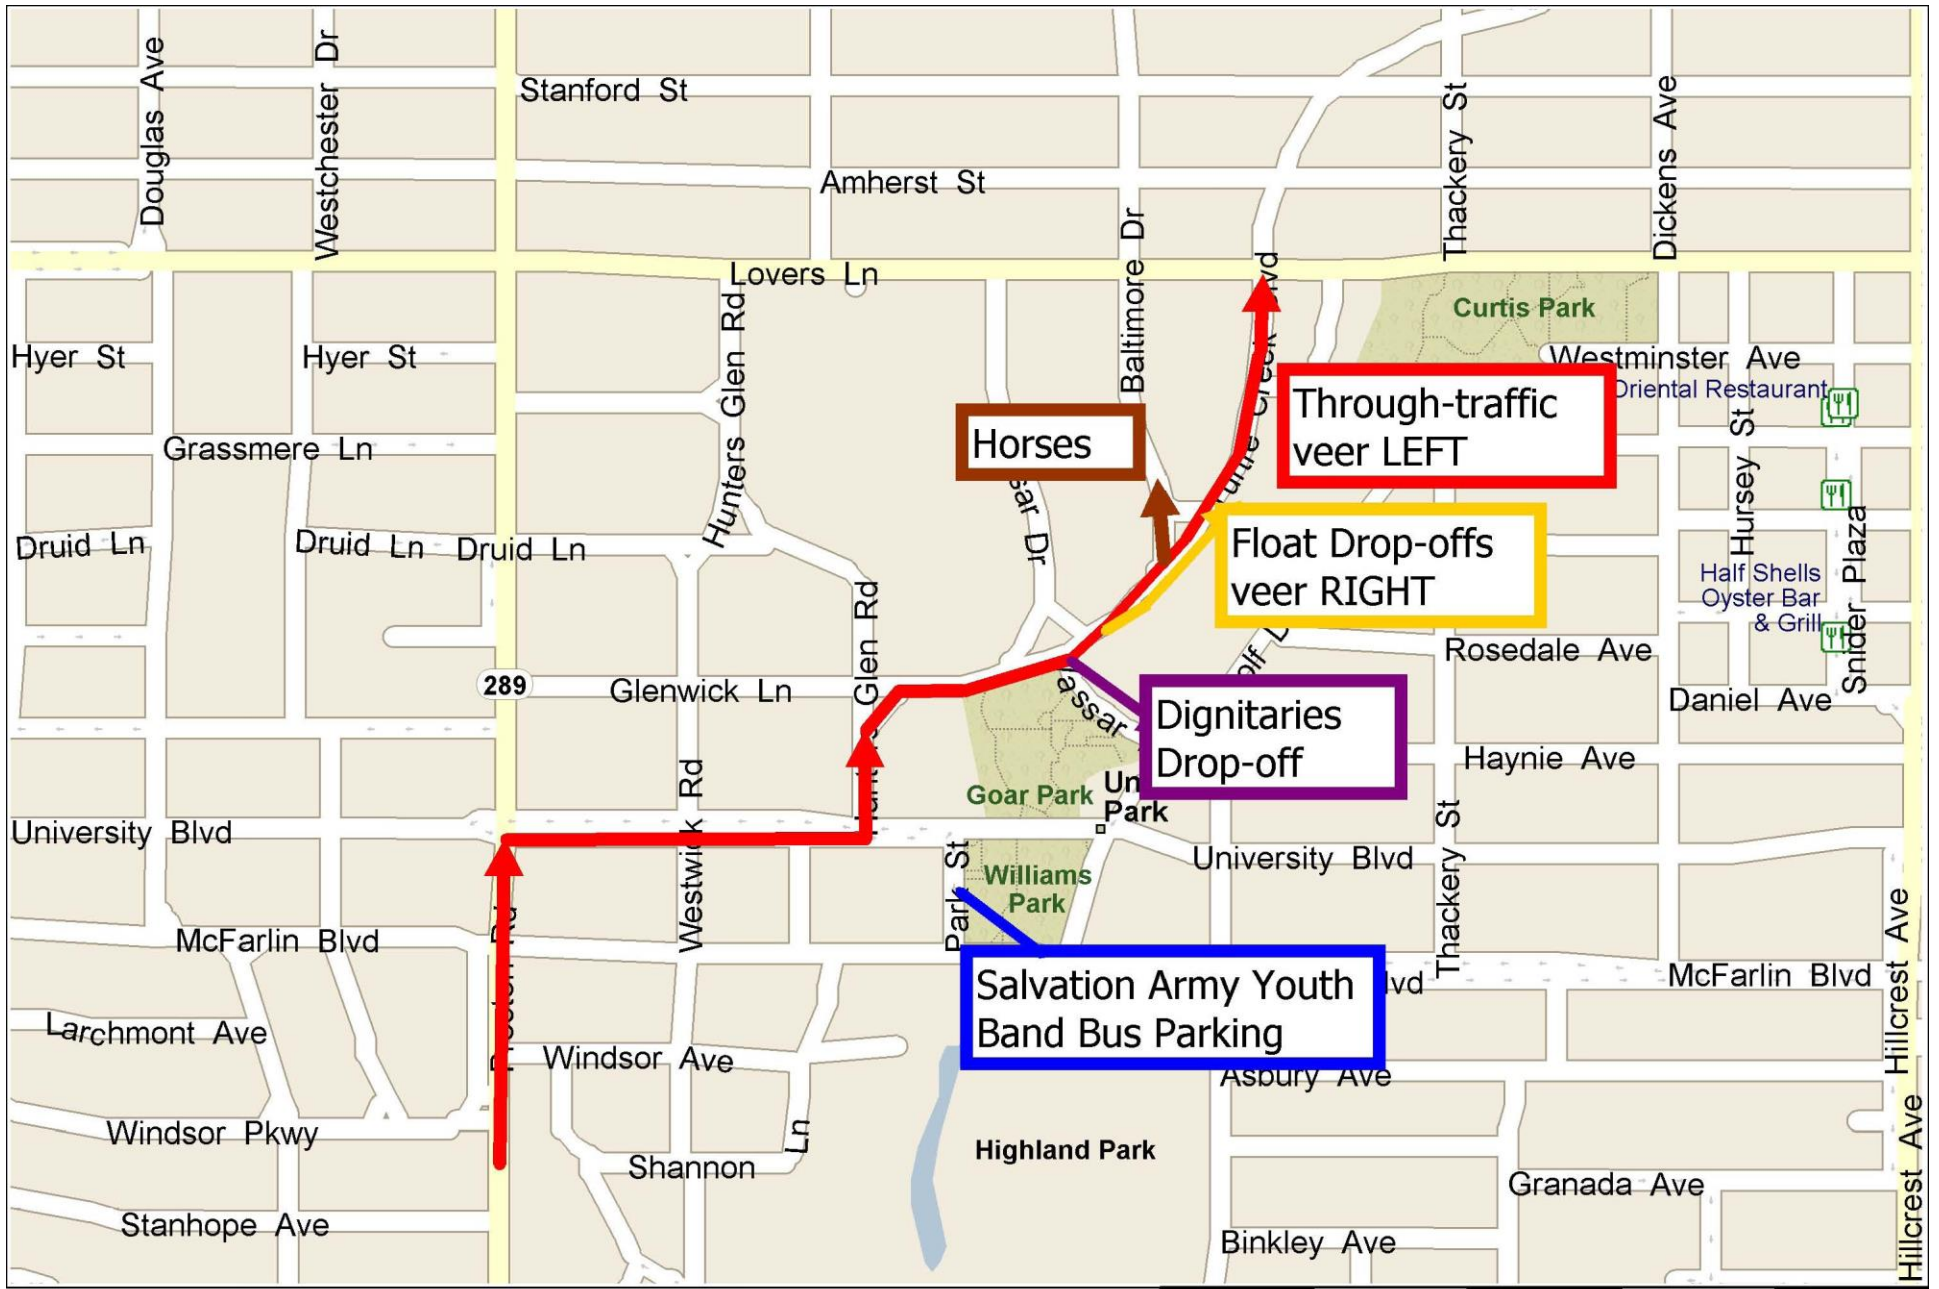 Douglas Ave
Westchester Dr
Stanford St
Amherst St
Thackery St
Dickens Ave
Baltimore Dr
Lovers Ln
Curtis Park
Hyer St
Hyer St
Hunters Glen Rd
Westminster Ave
Oriental Restaurant
Through-traffic
veer LEFT
Horses
Grassmere Ln
Hursey St
Snider Plaza
Druid Ln
Druid Ln
Druid Ln
Float Drop-offs
veer RIGHT
Half Shells
Oyster Bar
& Grill
Glen Rd
Rosedale Ave
289
Glenwick Ln
Daniel Ave
Dignitaries
Drop-off
Haynie Ave
Goar Park
Park
University Blvd
Westwick Rd
University Blvd
Thackery St
Park St
Williams
Park
McFarlin Blvd
Preston Rd
Salvation Army Youth
Band Bus Parking
McFarlin Blvd
Hillcrest Ave
Larchmont Ave
Windsor Ave
Asbury Ave
Windsor Pkwy
Shannon Ln
Highland Park
Granada Ave
Stanhope Ave
Binkley Ave
Hillcrest Ave